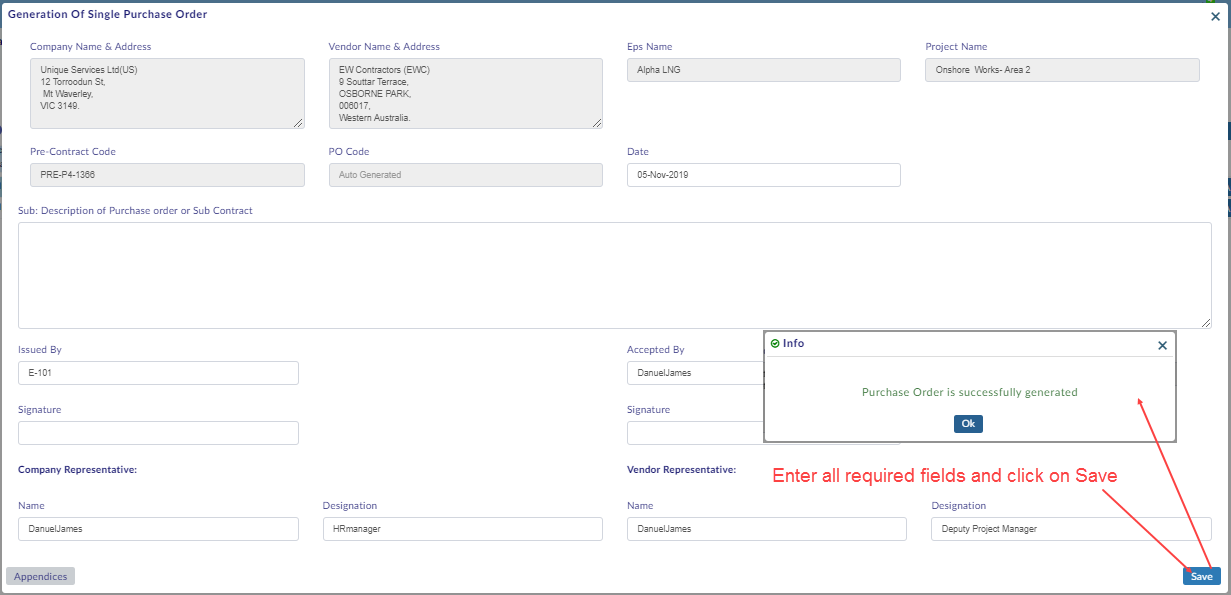 Generation Of Single Purchase Order
Company Name & Address
Vendor Name & Address
Eps Name
Project Name
Unique Services Ltd(US)
12 Torroodun St,
Mt Waverley,
VIC 3149.
EW Contractors (EWC)
9 Souttar Terrace,
OSBORNE PARK,
006017,
Western Australia.
Alpha LNG
Onshore Works- Area 2
Pre-Contract Code
PO Code
Date
PRE-P4-1366
Auto Generated
05-Nov-2019
Sub: Description of Purchase order or Sub Contract
Issued By
Accepted By
E-101
DanuelJames
Info
Purchase Order is successfully generated
Ok
Signature
Signature
Company Representative:
Vendor Representative:
Enter all required fields and click on Save
Name
Designation
Name
Designation
DanuelJames
HRmanager
DanuelJames
Deputy Project Manager
Appendices
Save